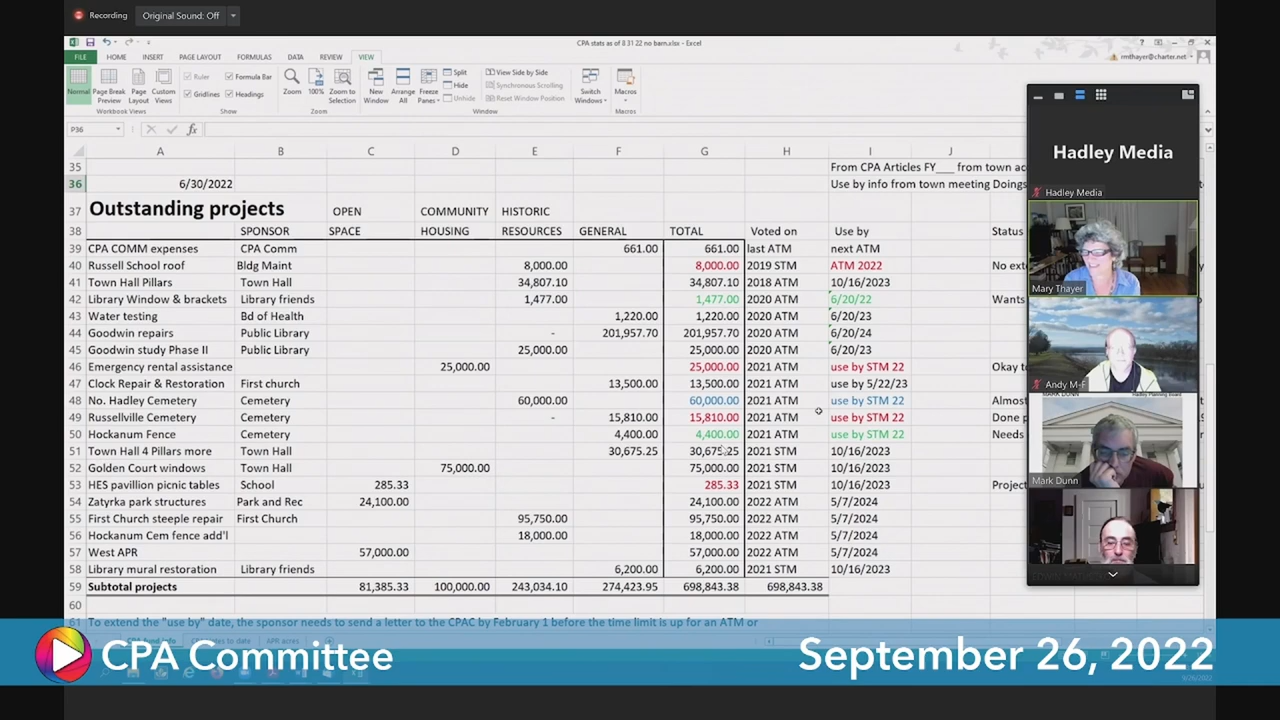 Recording Original Sound: Off
CPA stats as of 8 31 22 no barn.xlsx - Excel
FILE HOME INSERT PAGE LAYOUT FORMULAS DATA REVIEW VIEW
rmthayer@charter.net
Normal Page Break Preview Page Layout Custom Views
Workbook Views
Ruler Formula Bar
Gridlines Headings
Show
Zoom 100% Zoom to Selection
Zoom
New Window Arrange All Freeze Panes
Split View Side by Side
Hide Synchronous Scrolling
Unhide Reset Window Position
Window
Switch Windows
Macros
Macros
P36 fx
A B C D E F G H I J
35 From CPA Articles FY___ from town acc
36 6/30/2022 Use by info from town meeting Doings
37 Outstanding projects OPEN COMMUNITY HISTORIC
38 SPONSOR SPACE HOUSING RESOURCES GENERAL TOTAL Voted on Use by Status
39 CPA COMM expenses CPA Comm 661.00 661.00 last ATM next ATM
40 Russell School roof Bldg Maint 8,000.00 8,000.00 2019 STM ATM 2022 No exte
41 Town Hall Pillars Town Hall 34,807.10 34,807.10 2018 ATM 10/16/2023
42 Library Window & brackets Library friends 1,477.00 1,477.00 2020 ATM 6/20/22 Wants
43 Water testing Bd of Health 1,220.00 1,220.00 2020 ATM 6/20/23
44 Goodwin repairs Public Library - 201,957.70 201,957.70 2020 ATM 6/20/24
45 Goodwin study Phase II Public Library 25,000.00 25,000.00 2020 ATM 6/20/23
46 Emergency rental assistance 25,000.00 25,000.00 2021 ATM use by STM 22 Okay to
47 Clock Repair & Restoration First church 13,500.00 13,500.00 2021 ATM use by 5/22/23
48 No. Hadley Cemetery Cemetery 60,000.00 60,000.00 2021 ATM use by STM 22 Almos
49 Russellville Cemetery Cemetery - 15,810.00 15,810.00 2021 ATM use by STM 22 Done p
50 Hockanum Fence Cemetery 4,400.00 4,400.00 2021 ATM use by STM 22 Needs
51 Town Hall 4 Pillars more Town Hall 30,675.25 30,675.25 2021 STM 10/16/2023
52 Golden Court windows Town Hall 75,000.00 75,000.00 2021 STM 10/16/2023
53 HES pavillion picnic tables School 285.33 285.33 2021 STM 10/16/2023 Project
54 Zatyrka park structures Park and Rec 24,100.00 24,100.00 2022 ATM 5/7/2024
55 First Church steeple repair First Church 95,750.00 95,750.00 2022 ATM 5/7/2024
56 Hockanum Cem fence add'l 18,000.00 18,000.00 2022 ATM 5/7/2024
57 West APR 57,000.00 57,000.00 2022 ATM 5/7/2024
58 Library mural restoration Library friends 6,200.00 6,200.00 2021 STM 10/16/2023
59 Subtotal projects 81,385.33 100,000.00 243,034.10 274,423.95 698,843.38 698,843.38
60
61 To extend the "use by" date, the sponsor needs to send a letter to the CPAC by February 1 before the time limit is up for an ATM or
Hadley Media
Hadley Media
Mary Thayer
Andy M-F
MARK DUNN Hadley Planning Board
Mark Dunn
CPA Committee September 26, 2022